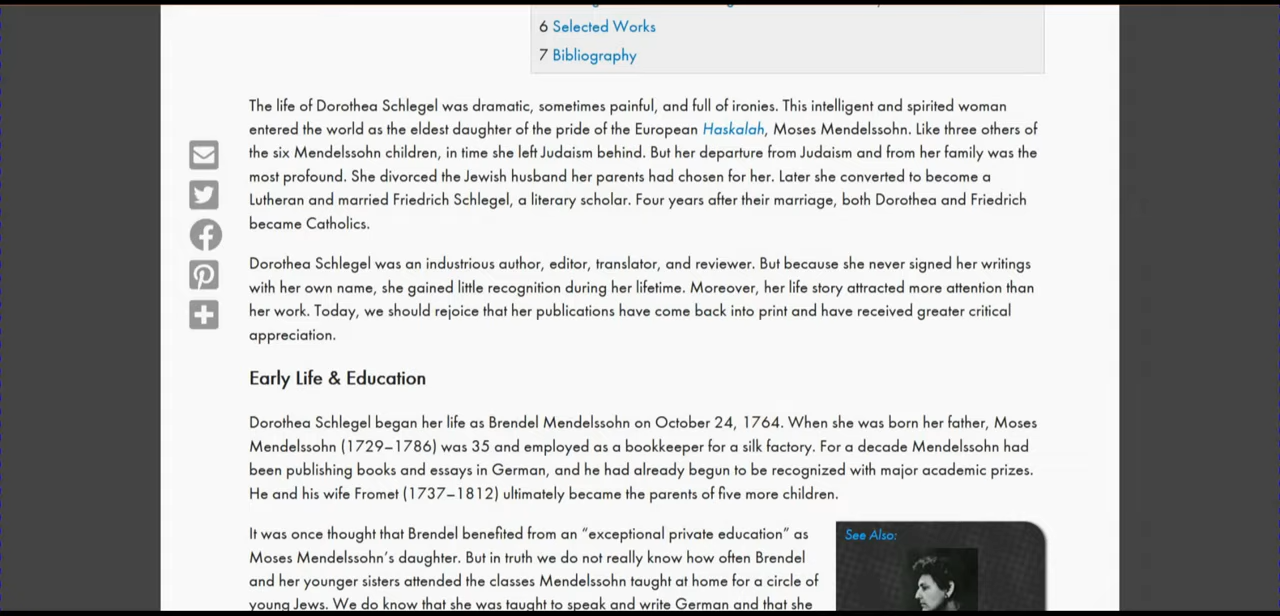 6 Selected Works
7 Bibliography
The life of Dorothea Schlegel was dramatic, sometimes painful, and full of ironies. This intelligent and spirited woman
entered the world as the eldest daughter of the pride of the European Haskalah, Moses Mendelssohn. Like three others of
the six Mendelssohn children, in time she left Judaism behind. But her departure from Judaism and from her family was the
most profound. She divorced the Jewish husband her parents had chosen for her. Later she converted to become a
Lutheran and married Friedrich Schlegel, a literary scholar. Four years after their marriage, both Dorothea and Friedrich
became Catholics.
Dorothea Schlegel was an industrious author, editor, translator, and reviewer. But because she never signed her writings
with her own name, she gained little recognition during her lifetime. Moreover, her life story attracted more attention than
her work. Today, we should rejoice that her publications have come back into print and have received greater critical
appreciation.
Early Life & Education
Dorothea Schlegel began her life as Brendel Mendelssohn on October 24, 1764. When she was born her father, Moses
Mendelssohn (1729–1786) was 35 and employed as a bookkeeper for a silk factory. For a decade Mendelssohn had
been publishing books and essays in German, and he had already begun to be recognized with major academic prizes.
He and his wife Fromet (1737–1812) ultimately became the parents of five more children.
It was once thought that Brendel benefited from an “exceptional private education” as
Moses Mendelssohn’s daughter. But in truth we do not really know how often Brendel
and her younger sisters attended the classes Mendelssohn taught at home for a circle of
young Jews. We do know that she was taught to speak and write German and that she
See Also: